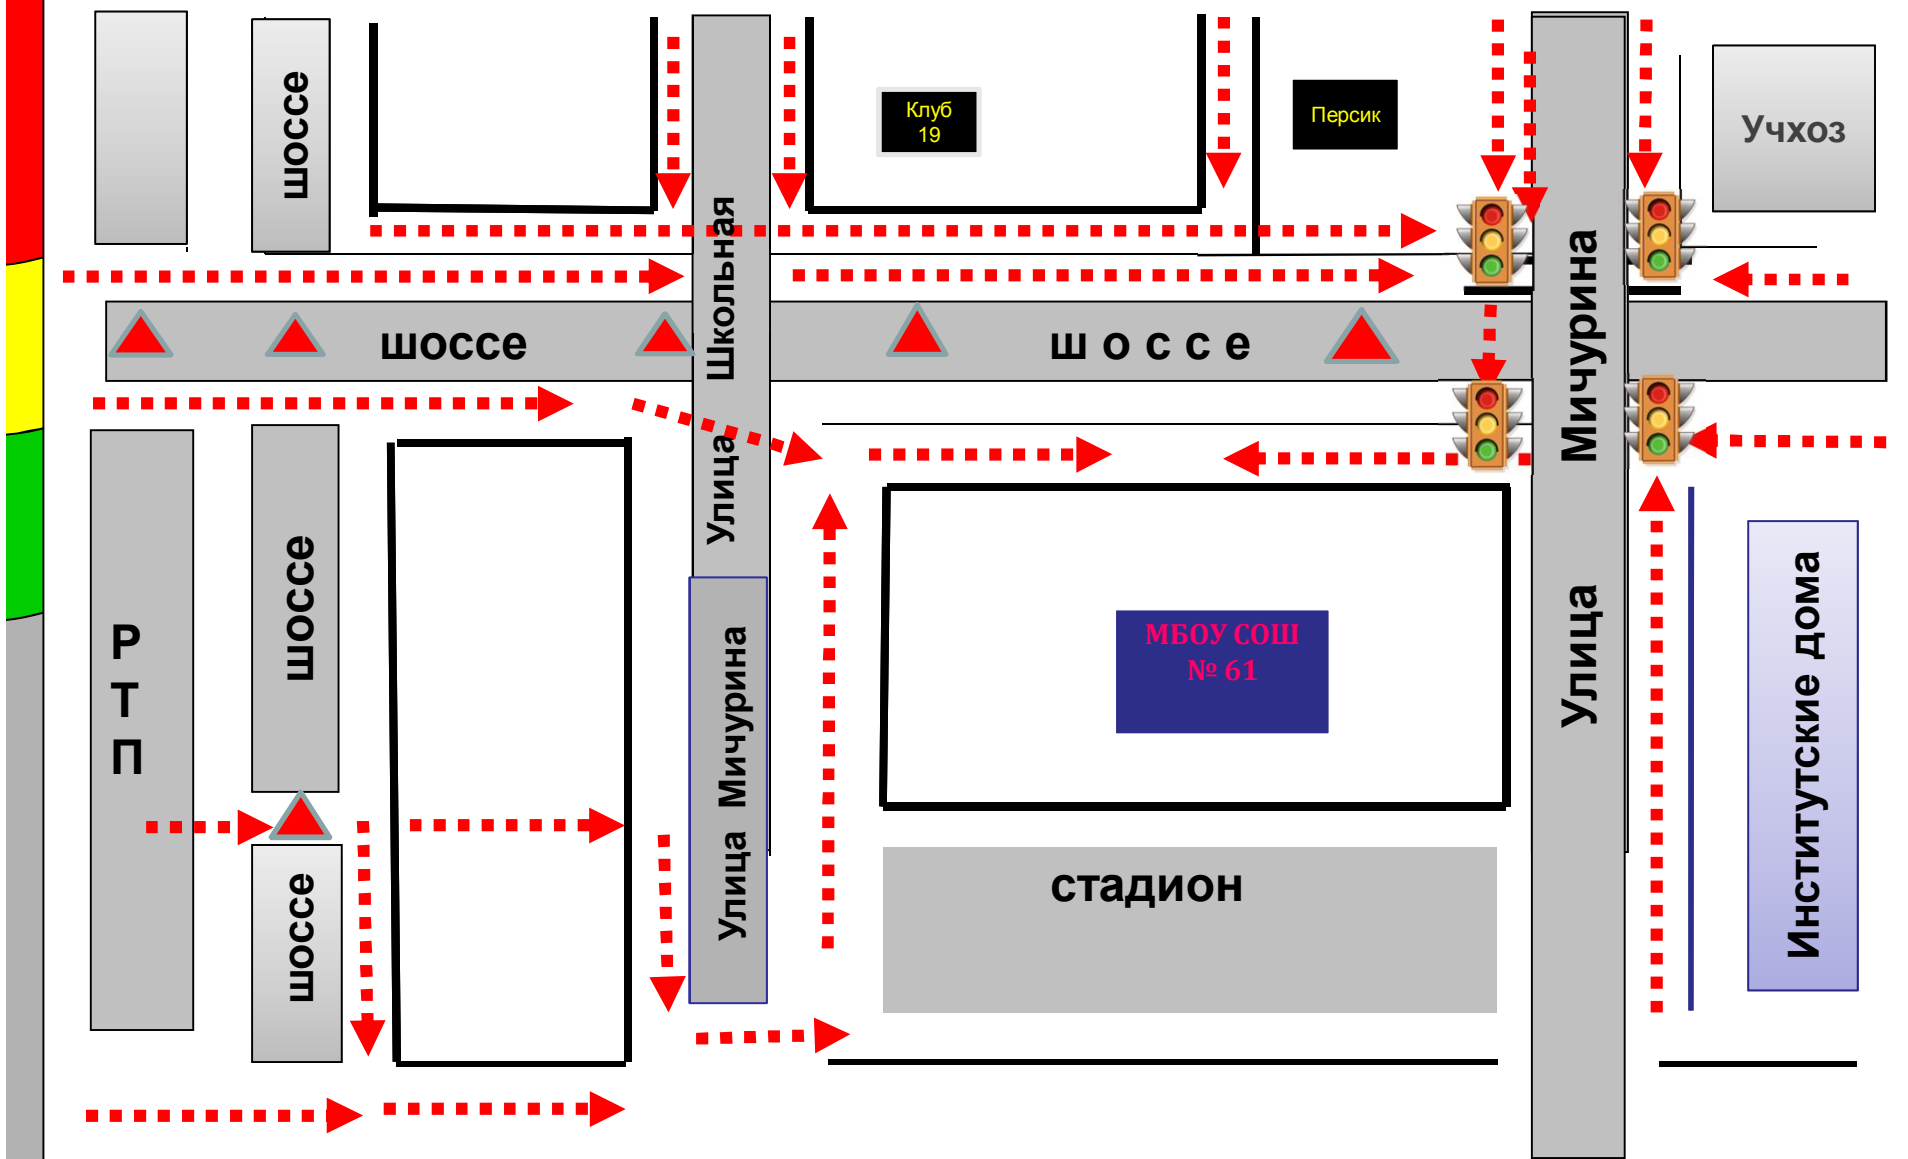 шоссе
Клуб
19
Персик
Учхоз
Улица Школьная
Улица Мичурина
шоссе
ш о с с е
шоссе
Р
Т
П
МБОУ СОШ
№ 61
Улица Мичурина
Институтские дома
шоссе
стадион